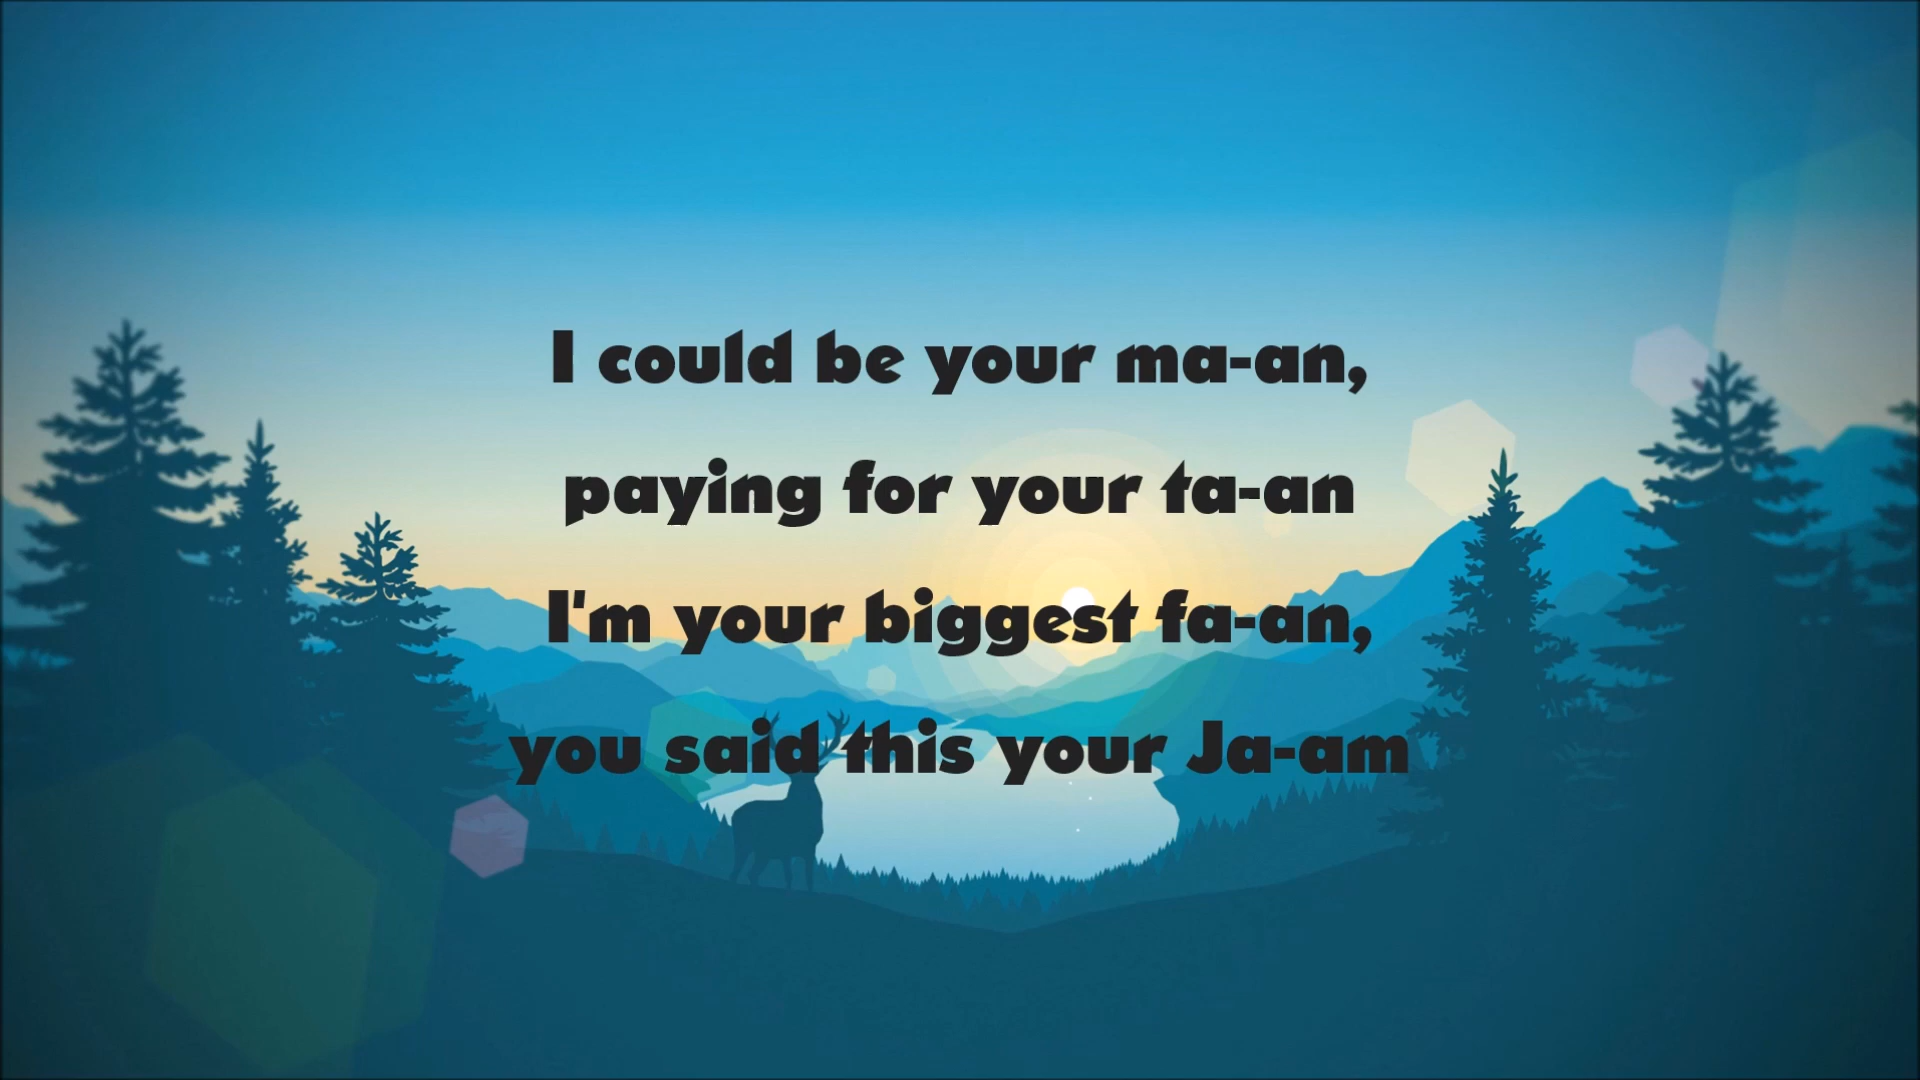 I could be your ma-an,
paying for your ta-an
I'm your biggest fa-an,
you said this your Ja-am